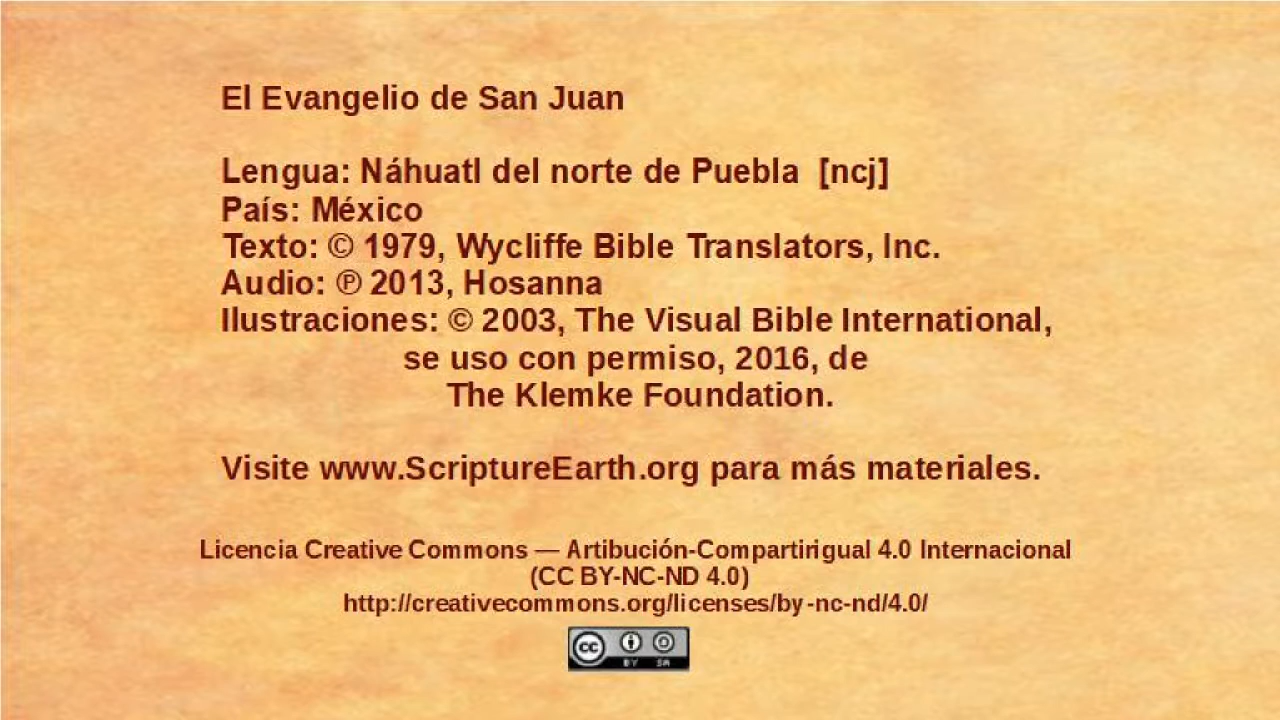 El Evangelio de San Juan
Lengua: Náhuatl del norte de Puebla [ncj]
País: México
Texto: © 1979, Wycliffe Bible Translators, Inc.
Audio: ℗ 2013, Hosanna
Ilustraciones: © 2003, The Visual Bible International,
se uso con permiso, 2016, de
The Klemke Foundation.
Visite www.ScriptureEarth.org para más materiales.
Licencia Creative Commons — Artibución-Compartirigual 4.0 Internacional
(CC BY-NC-ND 4.0)
http://creativecommons.org/licenses/by-nc-nd/4.0/
cc BY SA